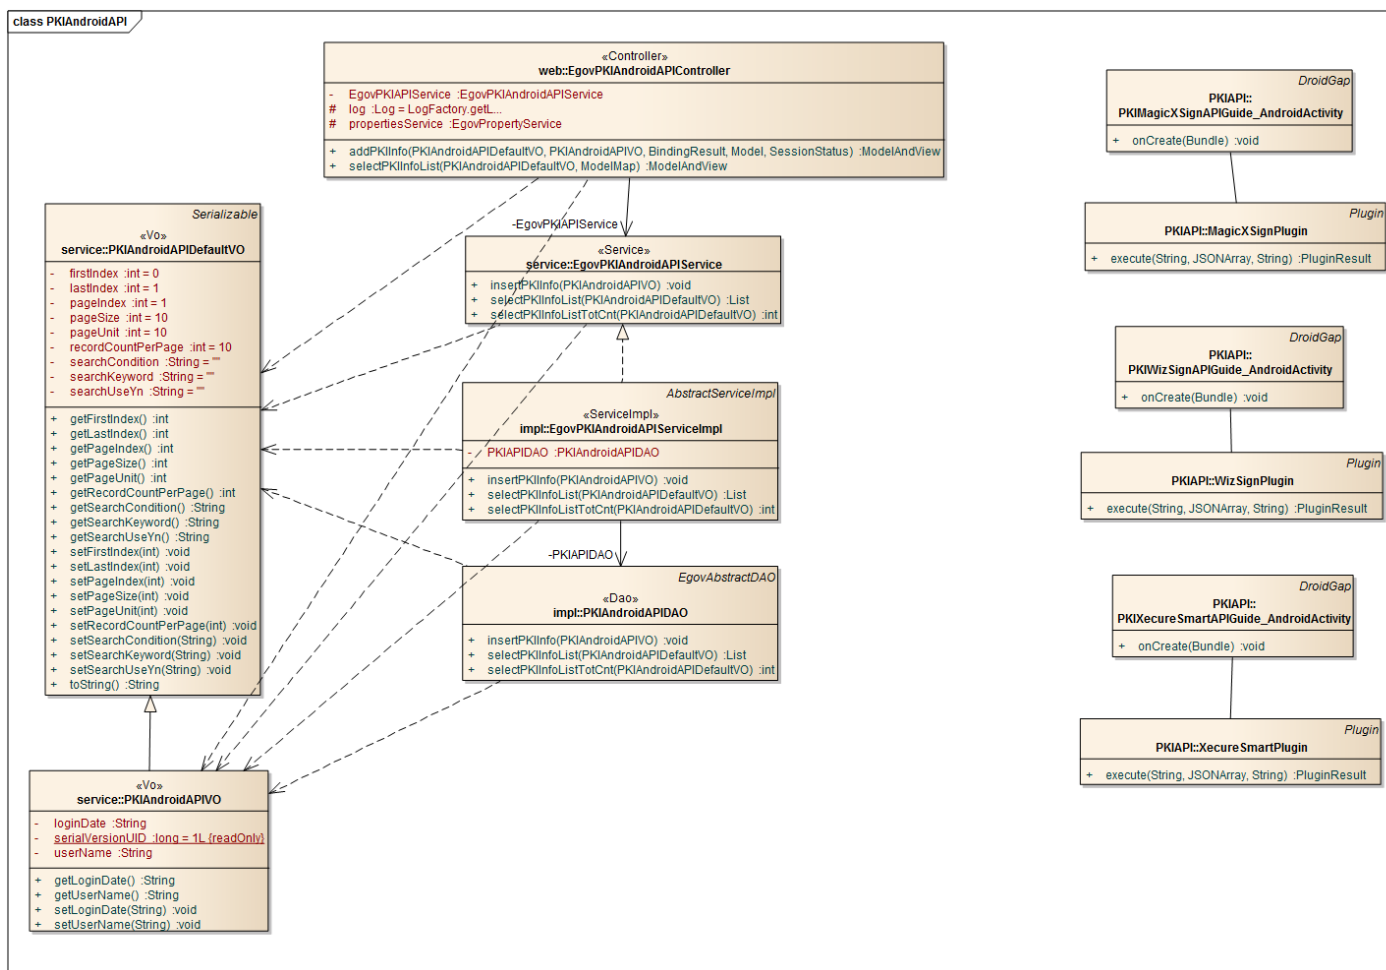 class PKIAndroidAPI
«Controller»
web::EgovPKIAndroidAPIController
- EgovPKIAPIService :EgovPKIAndroidAPIService
# log :Log = LogFactory.getL...
# propertiesService :EgovPropertyService
+ addPKIInfo(PKIAndroidAPIDefaultVO, PKIAndroidAPIVO, BindingResult, Model, SessionStatus) :ModelAndView
+ selectPKIInfoList(PKIAndroidAPIDefaultVO, ModelMap) :ModelAndView
-EgovPKIAPIService
Serializable
«Vo»
service::PKIAndroidAPIDefaultVO
- firstIndex :int = 0
- lastIndex :int = 1
- pageIndex :int = 1
- pageSize :int = 10
- pageUnit :int = 10
- recordCountPerPage :int = 10
- searchCondition :String = ""
- searchKeyword :String = ""
- searchUseYn :String = ""
+ getFirstIndex() :int
+ getLastIndex() :int
+ getPageIndex() :int
+ getPageSize() :int
+ getPageUnit() :int
+ getRecordCountPerPage() :int
+ getSearchCondition() :String
+ getSearchKeyword() :String
+ getSearchUseYn() :String
+ setFirstIndex(int) :void
+ setLastIndex(int) :void
+ setPageIndex(int) :void
+ setPageSize(int) :void
+ setPageUnit(int) :void
+ setRecordCountPerPage(int) :void
+ setSearchCondition(String) :void
+ setSearchKeyword(String) :void
+ setSearchUseYn(String) :void
+ toString() :String
«Service»
service::EgovPKIAndroidAPIService
+ insertPKIInfo(PKIAndroidAPIVO) :void
+ selectPKIInfoList(PKIAndroidAPIDefaultVO) :List
+ selectPKIInfoListTotCnt(PKIAndroidAPIDefaultVO) :int
AbstractServiceImpl
«ServiceImpl»
impl::EgovPKIAndroidAPIServiceImpl
- PKIAPIDAO :PKIAndroidAPIDAO
+ insertPKIInfo(PKIAndroidAPIVO) :void
+ selectPKIInfoList(PKIAndroidAPIDefaultVO) :List
+ selectPKIInfoListTotCnt(PKIAndroidAPIDefaultVO) :int
-PKIAPIDAO
EgovAbstractDAO
«Dao»
impl::PKIAndroidAPIDAO
+ insertPKIInfo(PKIAndroidAPIVO) :void
+ selectPKIInfoList(PKIAndroidAPIDefaultVO) :List
+ selectPKIInfoListTotCnt(PKIAndroidAPIDefaultVO) :int
«Vo»
service::PKIAndroidAPIVO
- loginDate :String
- serialVersionUID :long = 1L {readOnly}
- userName :String
+ getLoginDate() :String
+ getUserName() :String
+ setLoginDate(String) :void
+ setUserName(String) :void
DroidGap
PKIAPI::
PKIMagicXSignAPIGuide_AndroidActivity
+ onCreate(Bundle) :void
Plugin
PKIAPI::MagicXSignPlugin
+ execute(String, JSONArray, String) :PluginResult
DroidGap
PKIAPI::
PKIWizSignAPIGuide_AndroidActivity
+ onCreate(Bundle) :void
Plugin
PKIAPI::WizSignPlugin
+ execute(String, JSONArray, String) :PluginResult
DroidGap
PKIAPI::
PKIXecureSmartAPIGuide_AndroidActivity
+ onCreate(Bundle) :void
Plugin
PKIAPI::XecureSmartPlugin
+ execute(String, JSONArray, String) :PluginResult